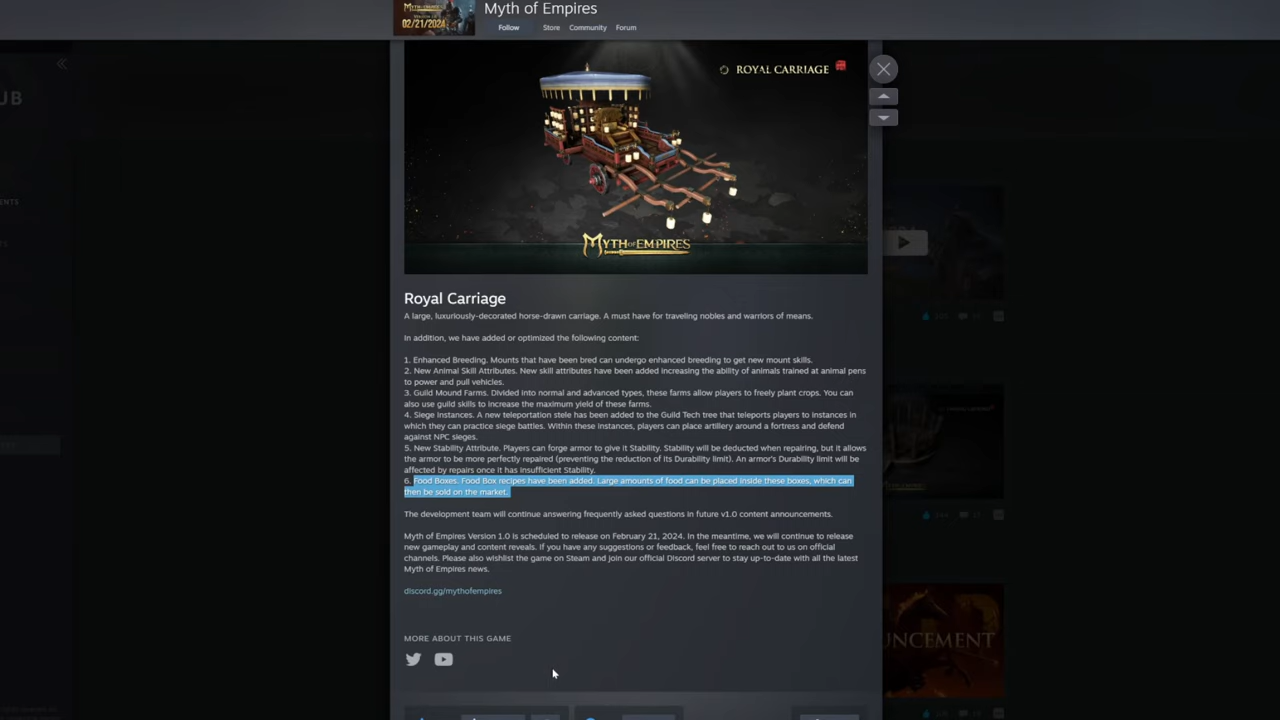 Myth of Empires
02/21/2024
Follow Store Community Forum
UB
ROYAL CARRIAGE
MYTH OF EMPIRES
Royal Carriage
A large, luxuriously-decorated horse-drawn carriage. A must have for traveling nobles and warriors of means.
In addition, we have added or optimized the following content:
1. Enhanced Breeding. Mounts that have been bred can undergo enhanced breeding to get new mount skills.
2. New Animal Skill Attributes. New skill attributes have been added increasing the ability of animals trained at animal pens
to power and pull vehicles.
3. Guild Mound Farms. Divided into normal and advanced types, these farms allow players to freely plant crops. You can
also use guild skills to increase the maximum yield of these farms.
4. Siege Instances. A new teleportation stele has been added to the Guild Tech tree that teleports players to instances in
which they can practice siege battles. Within these instances, players can place artillery around a fortress and defend
against NPC sieges.
5. New Stability Attribute. Players can forge armor to give it Stability. Stability will be deducted when repairing, but it allows
the armor to be more perfectly repaired (preventing the reduction of its Durability limit). An armor's Durability limit will be
affected by repairs once it has insufficient Stability.
6. Food Boxes. Food Box recipes have been added. Large amounts of food can be placed inside these boxes, which can
then be sold on the market.
The development team will continue answering frequently asked questions in future v1.0 content announcements.
Myth of Empires Version 1.0 is scheduled to release on February 21, 2024. In the meantime, we will continue to release
new gameplay and content reveals. If you have any suggestions or feedback, feel free to reach out to us on official
channels. Please also wishlist the game on Steam and join our official Discord server to stay up-to-date with all the latest
Myth of Empires news.
discord.gg/mythofempires
UNCEMENT
MORE ABOUT THIS GAME